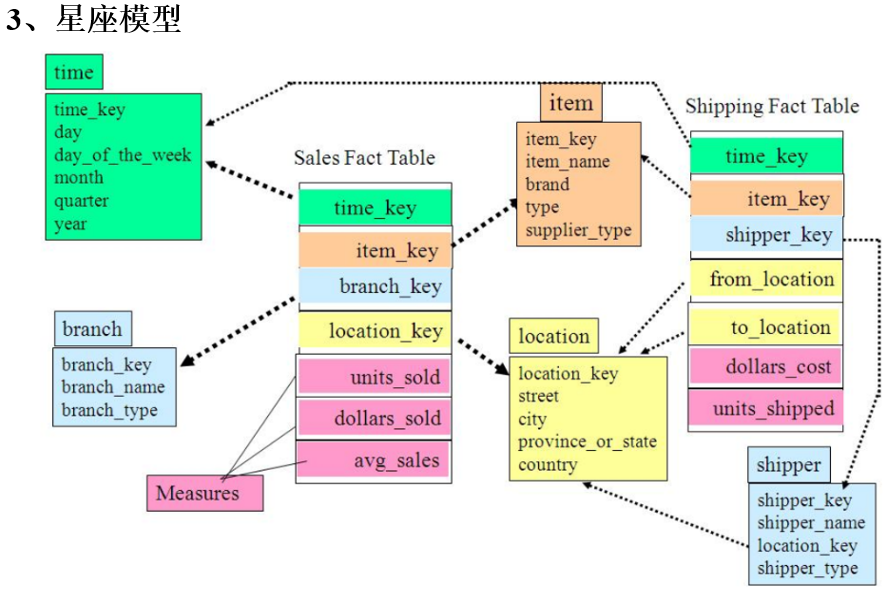 3、星座模型
time
time_key
day
day_of_the_week
month
quarter
year
Sales Fact Table
time_key
item_key
branch_key
location_key
units_sold
dollars_sold
avg_sales
Measures
branch
branch_key
branch_name
branch_type
item
item_key
item_name
brand
type
supplier_type
location
location_key
street
city
province_or_state
country
Shipping Fact Table
time_key
item_key
shipper_key
from_location
to_location
dollars_cost
units_shipped
shipper
shipper_key
shipper_name
location_key
shipper_type